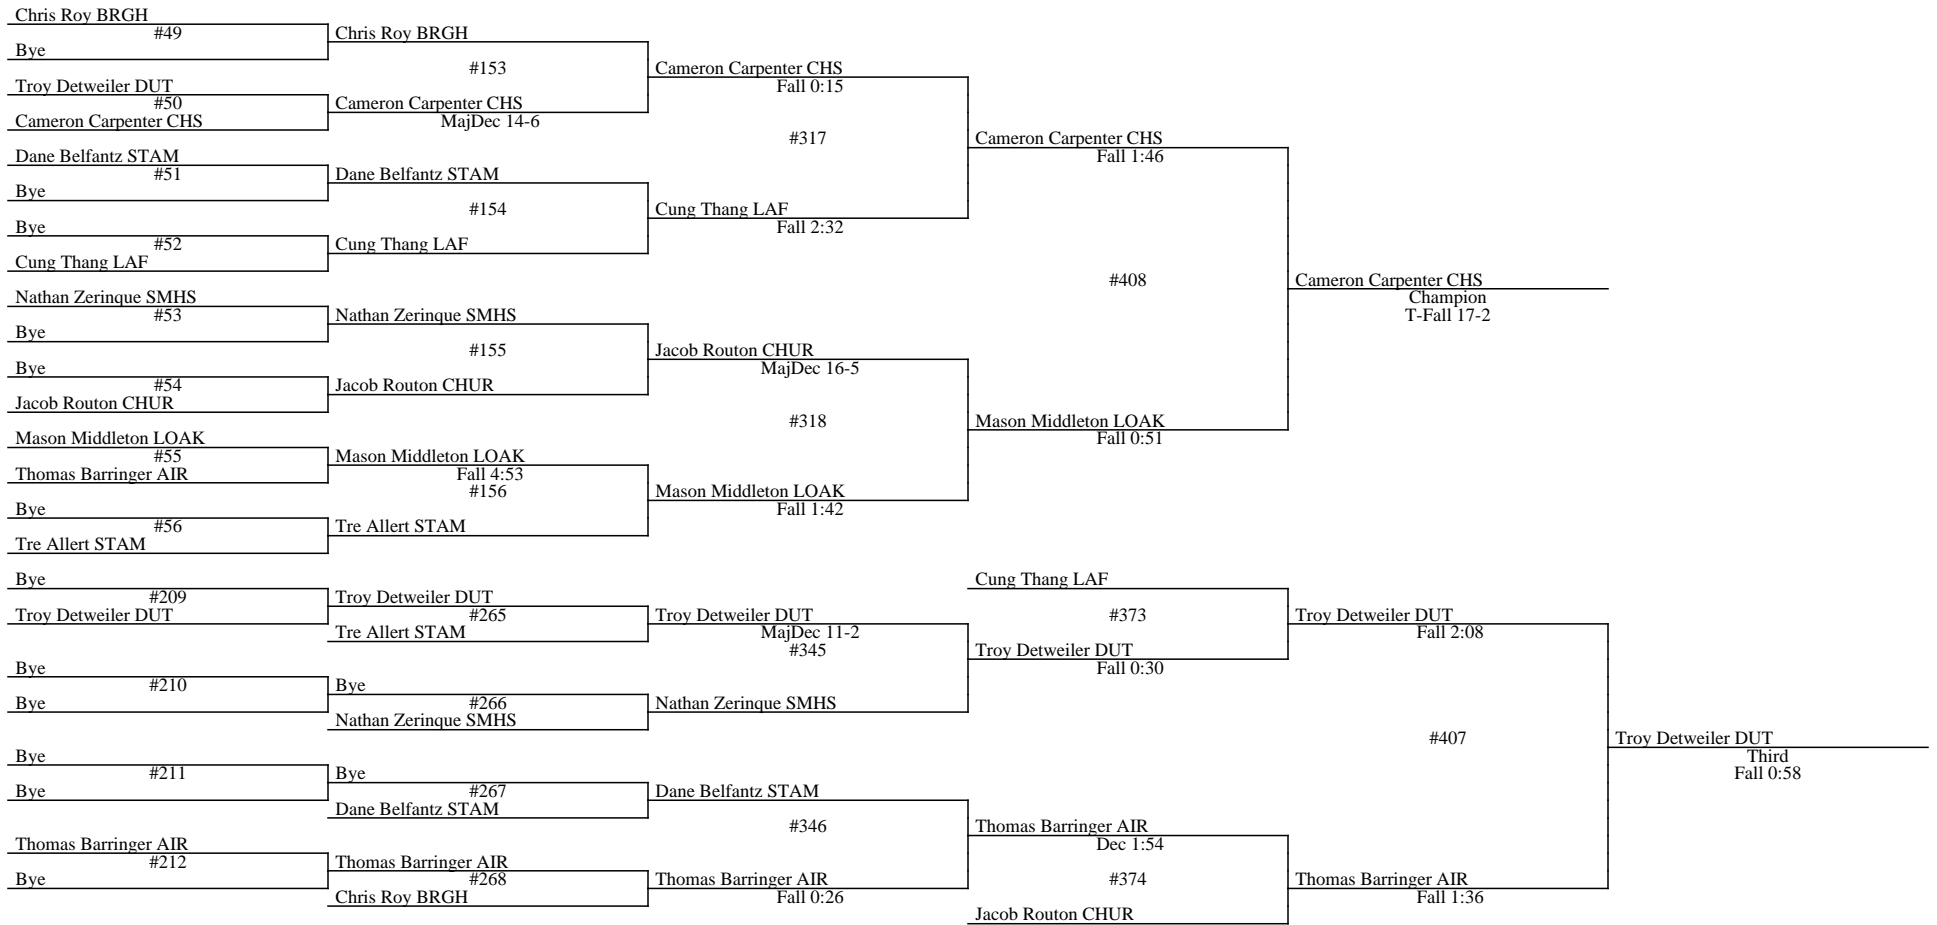 Chris Roy BRGH
#49
Bye
Chris Roy BRGH
#153
Troy Detweiler DUT
#50
Cameron Carpenter CHS
Cameron Carpenter CHS
MajDec 14-6
Cameron Carpenter CHS
Fall 0:15
#317
Dane Belfantz STAM
#51
Bye
Dane Belfantz STAM
#154
Bye
#52
Cung Thang LAF
Cung Thang LAF
Cung Thang LAF
Fall 2:32
Cameron Carpenter CHS
Fall 1:46
#408
Nathan Zerinque SMHS
#53
Bye
Nathan Zerinque SMHS
#155
Bye
#54
Jacob Routon CHUR
Jacob Routon CHUR
Jacob Routon CHUR
MajDec 16-5
#318
Mason Middleton LOAK
#55
Thomas Barringer AIR
Mason Middleton LOAK
Fall 4:53
#156
Bye
#56
Tre Allert STAM
Tre Allert STAM
Mason Middleton LOAK
Fall 1:42
Mason Middleton LOAK
Fall 0:51
Cameron Carpenter CHS
Champion
T-Fall 17-2
Bye
#209
Troy Detweiler DUT
Troy Detweiler DUT
#265
Tre Allert STAM
Troy Detweiler DUT
MajDec 11-2
#345
Bye
#210
Bye
Bye
#266
Nathan Zerinque SMHS
Nathan Zerinque SMHS
Cung Thang LAF
#373
Troy Detweiler DUT
Fall 0:30
Troy Detweiler DUT
Fall 2:08
#407
Bye
#211
Bye
Bye
#267
Dane Belfantz STAM
Dane Belfantz STAM
#346
Thomas Barringer AIR
#212
Bye
Thomas Barringer AIR
#268
Chris Roy BRGH
Thomas Barringer AIR
Fall 0:26
Thomas Barringer AIR
Dec 1:54
#374
Jacob Routon CHUR
Thomas Barringer AIR
Fall 1:36
Troy Detweiler DUT
Third
Fall 0:58